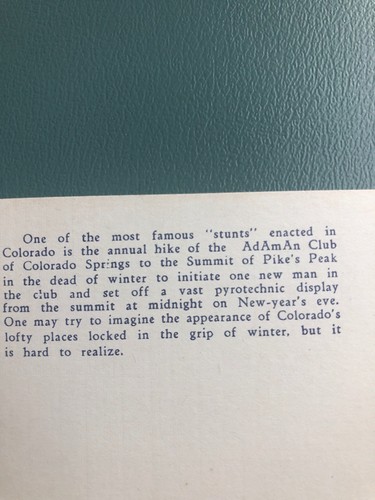 One of the most famous "stunts" enacted in
Colorado is the annual hike of the AdAmAn Club
of Colorado Springs to the Summit of Pike's Peak
in the dead of winter to initiate one new man in
the club and set off a vast pyrotechnic display
from the summit at midnight on New-year's eve.
One may try to imagine the appearance of Colorado's
lofty places locked in the grip of winter, but it
is hard to realize.